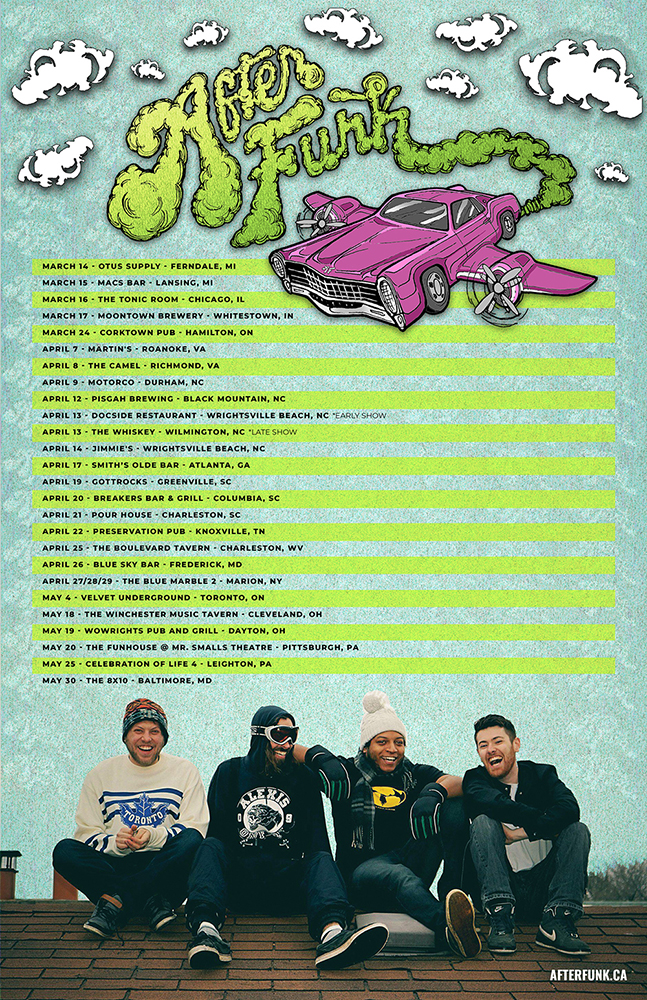 After
Funk
MARCH 14 - OTUS SUPPLY - FERNDALE, MI
MARCH 15 - MACS BAR - LANSING, MI
MARCH 16 - THE TONIC ROOM - CHICAGO, IL
MARCH 17 - MOONTOWN BREWERY - WHITESTOWN, IN
MARCH 24 - CORKTOWN PUB - HAMILTON, ON
APRIL 7 - MARTIN'S - ROANOKE, VA
APRIL 8 - THE CAMEL - RICHMOND, VA
APRIL 9 - MOTORCO - DURHAM, NC
APRIL 12 - PISGAH BREWING - BLACK MOUNTAIN, NC
APRIL 13 - DOCSIDE RESTAURANT - WRIGHTSVILLE BEACH, NC *EARLY SHOW
APRIL 13 - THE WHISKEY - WILMINGTON, NC *LATE SHOW
APRIL 14 - JIMMIE'S - WRIGHTSVILLE BEACH, NC
APRIL 17 - SMITH'S OLDE BAR - ATLANTA, GA
APRIL 19 - GOTTROCKS - GREENVILLE, SC
APRIL 20 - BREAKERS BAR & GRILL - COLUMBIA, SC
APRIL 21 - POUR HOUSE - CHARLESTON, SC
APRIL 22 - PRESERVATION PUB - KNOXVILLE, TN
APRIL 25 - THE BOULEVARD TAVERN - CHARLESTON, WV
APRIL 26 - BLUE SKY BAR - FREDERICK, MD
APRIL 27/28/29 - THE BLUE MARBLE 2 - MARION, NY
MAY 4 - VELVET UNDERGROUND - TORONTO, ON
MAY 18 - THE WINCHESTER MUSIC TAVERN - CLEVELAND, OH
MAY 19 - WOWRIGHTS PUB AND GRILL - DAYTON, OH
MAY 20 - THE FUNHOUSE @ MR. SMALLS THEATRE - PITTSBURGH, PA
MAY 25 - CELEBRATION OF LIFE 4 - LEIGHTON, PA
MAY 30 - THE 8X10 - BALTIMORE, MD
TORONTO
ALEXIS
AFTERFUNK.CA